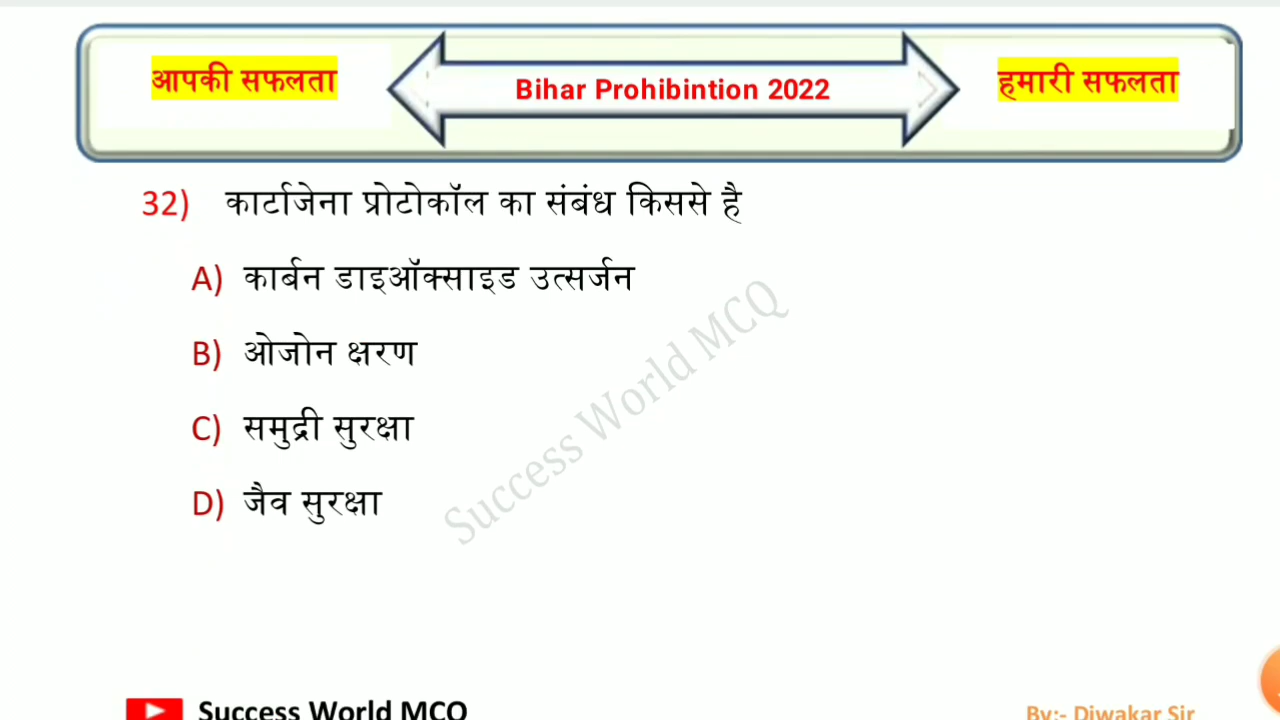 आपकी सफलता
Bihar Prohibintion 2022
हमारी सफलता
32) कार्टाजेना प्रोटोकॉल का संबंध किससे है
A) कार्बन डाइऑक्साइड उत्सर्जन
B) ओजोन क्षरण
C) समुद्री सुरक्षा
D) जैव सुरक्षा
Success World MCQ
Success World MCQ
By:- Diwakar Sir